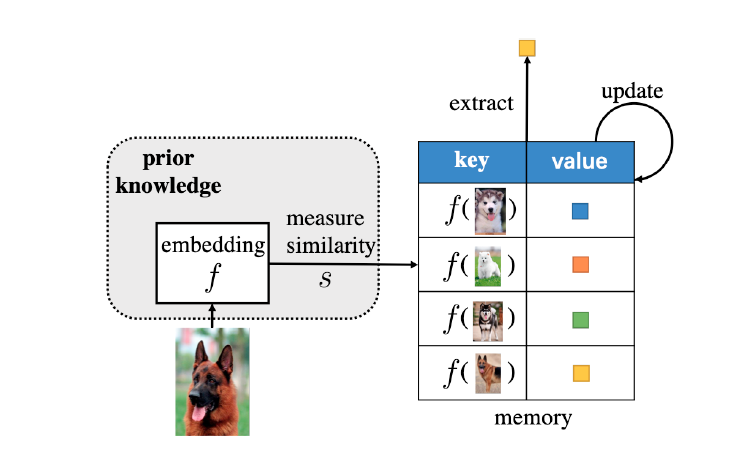 extract
update
prior
knowledge
key
value
measure
similarity
s
embedding
f
f( )
f( )
f( )
f( )
memory